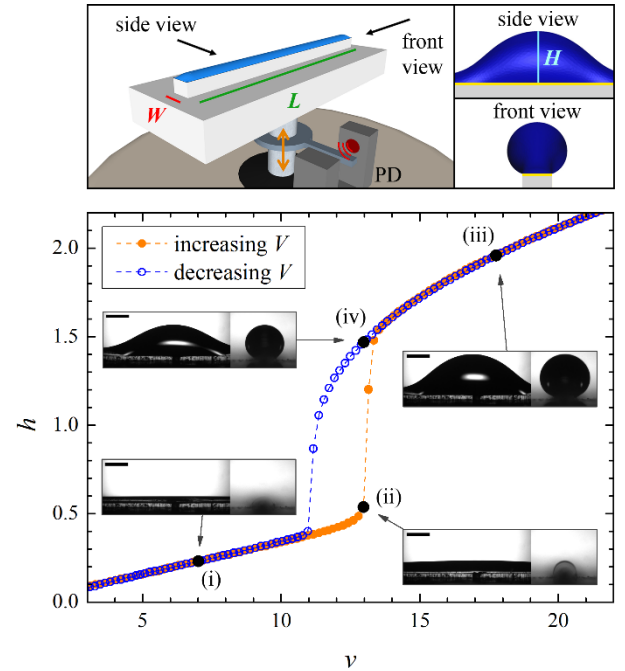 side view
front
view
W
L
PD
side view
H
front view
increasing V
decreasing V
(iii)
(iv)
(ii)
(i)
2.0
1.5
1.0
0.5
0.0
h
5
10
15
20
v